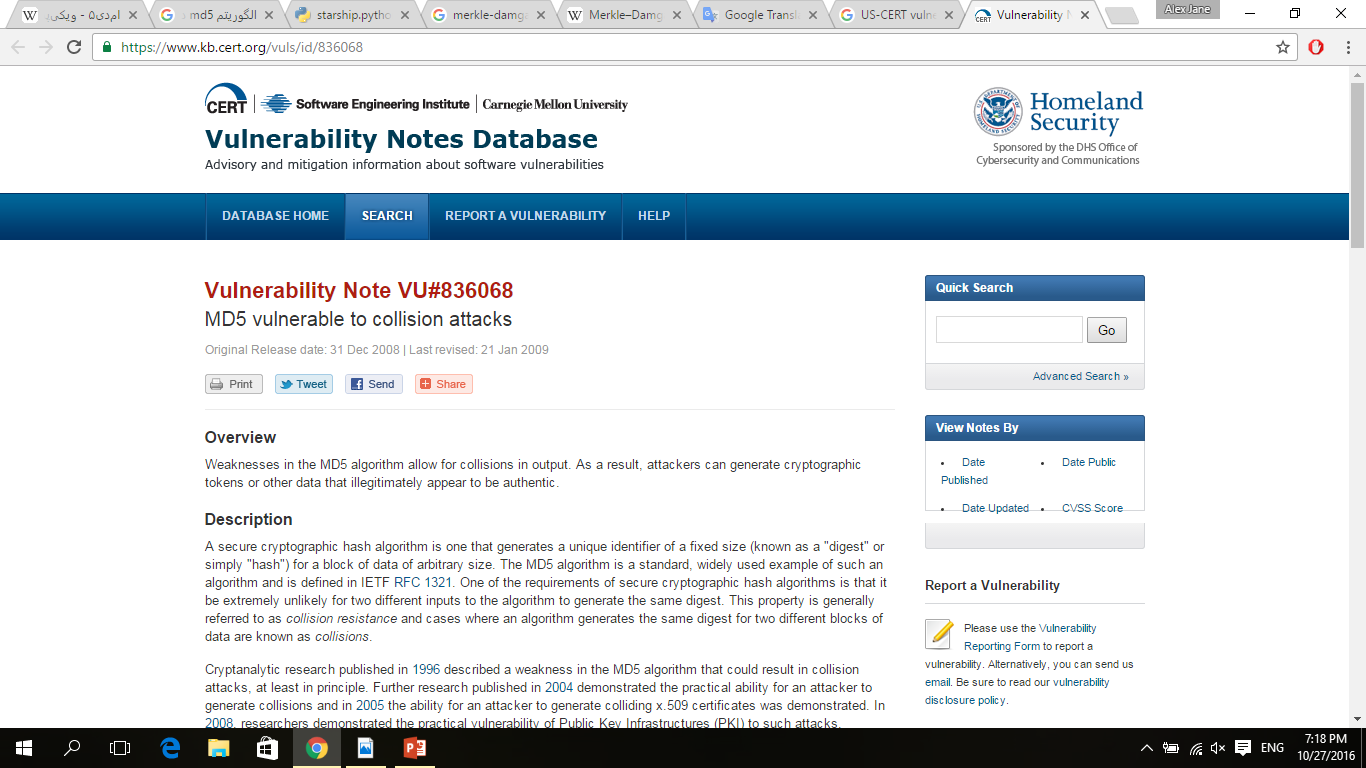 ام‌دی۵ - ویکی‌پ
الگوریتم md5 د
starship.pytho
merkle-damga
Merkle–Damg
Google Transla
US-CERT vulne
Vulnerability N
AlexJane
https://www.kb.cert.org/vuls/id/836068
CERT
Software Engineering Institute
Carnegie Mellon University
Vulnerability Notes Database
Advisory and mitigation information about software vulnerabilities
Homeland
Security
Sponsored by the DHS Office of
Cybersecurity and Communications
DATABASE HOME
SEARCH
REPORT A VULNERABILITY
HELP
Vulnerability Note VU#836068
MD5 vulnerable to collision attacks
Original Release date: 31 Dec 2008 | Last revised: 21 Jan 2009
Print
Tweet
Send
Share
Overview
Weaknesses in the MD5 algorithm allow for collisions in output. As a result, attackers can generate cryptographic
tokens or other data that illegitimately appear to be authentic.
Description
A secure cryptographic hash algorithm is one that generates a unique identifier of a fixed size (known as a "digest" or
simply "hash") for a block of data of arbitrary size. The MD5 algorithm is a standard, widely used example of such an
algorithm and is defined in IETF RFC 1321. One of the requirements of secure cryptographic hash algorithms is that it
be extremely unlikely for two different inputs to the algorithm to generate the same digest. This property is generally
referred to as collision resistance and cases where an algorithm generates the same digest for two different blocks of
data are known as collisions.
Cryptanalytic research published in 1996 described a weakness in the MD5 algorithm that could result in collision
attacks, at least in principle. Further research published in 2004 demonstrated the practical ability for an attacker to
generate collisions and in 2005 the ability for an attacker to generate colliding x.509 certificates was demonstrated. In
2008, researchers demonstrated the practical vulnerability of Public Key Infrastructures (PKI) to such attacks,
Quick Search
Go
Advanced Search »
View Notes By
Date
Published
Date Public
Date Updated
CVSS Score
Report a Vulnerability
Please use the Vulnerability
Reporting Form to report a
vulnerability. Alternatively, you can send us
email. Be sure to read our vulnerability
disclosure policy.
ENG
7:18 PM
10/27/2016